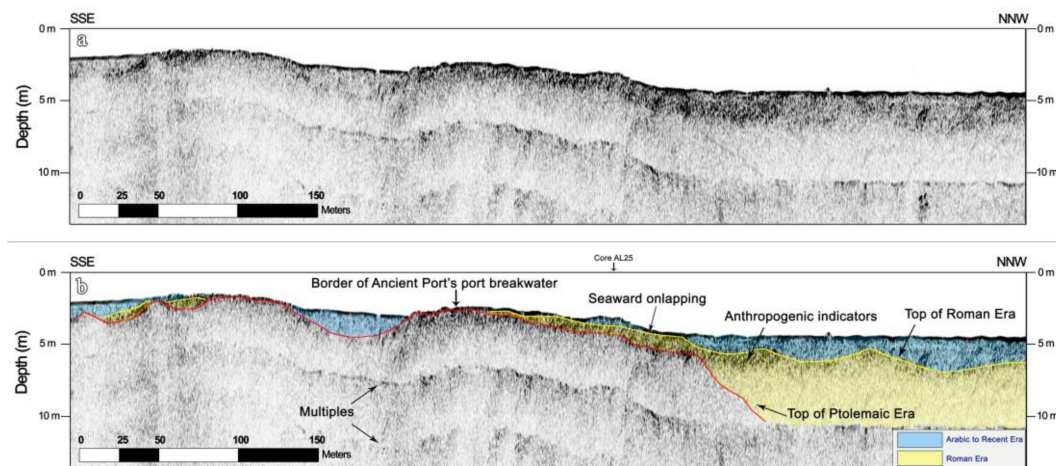 SSE
NNW
a
0 m
0 m
5 m
5 m
10 m
10 m
Depth (m)
0 25 50 100 150
Meters
SSE
Core AL25
NNW
b
0 m
0 m
Border of Ancient Port's port breakwater
Seaward onlapping
Anthropogenic indicators
Top of Roman Era
5 m
5 m
Depth (m)
Multiples
Top of Ptolemaic Era
10 m
10 m
0 25 50 100 150
Meters
Arabic to Recent Era
Roman Era